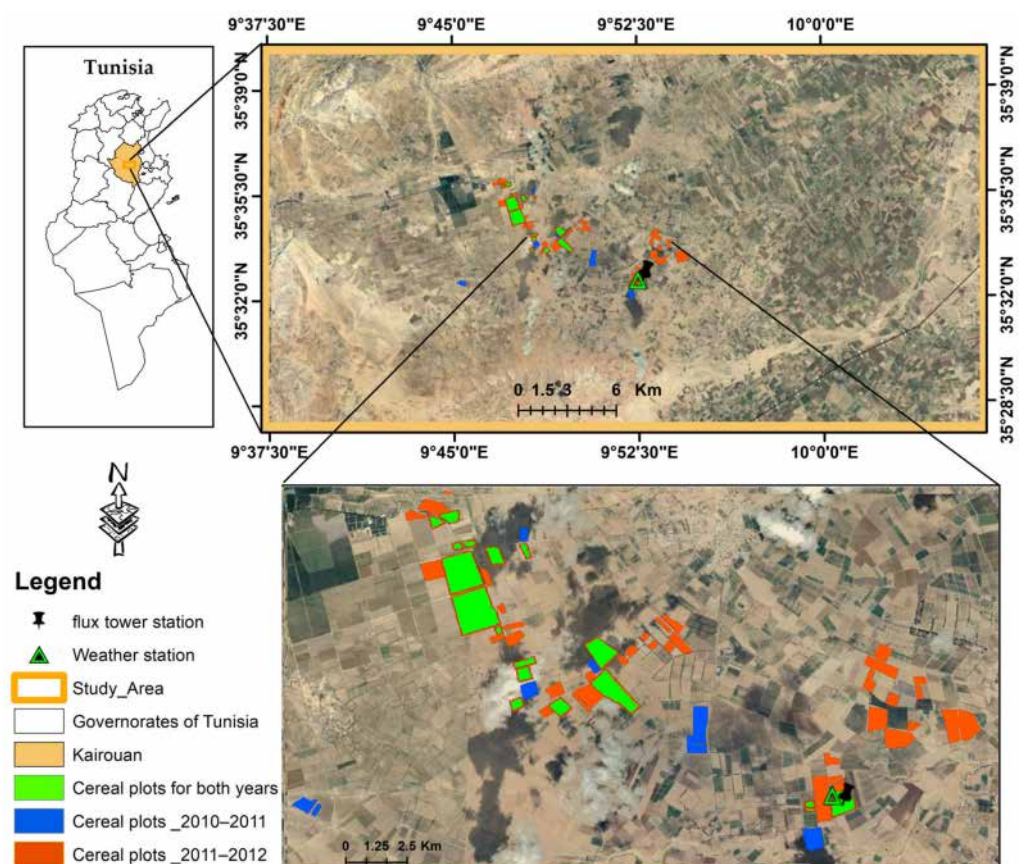 9°37'30"E 9°45'0"E 9°52'30"E 10°0'0"E
Tunisia
35°39'0"N 35°39'0"N
35°35'30"N 35°35'30"N
35°32'0"N 35°32'0"N
35°28'30"N
0 1.5 3 6 Km
9°37'30"E 9°45'0"E 9°52'30"E 10°0'0"E
N
Legend
flux tower station
Weather station
Study_Area
Governorates of Tunisia
Kairouan
Cereal plots for both years
Cereal plots _2010–2011
Cereal plots _2011–2012
0 1.25 2.5 Km